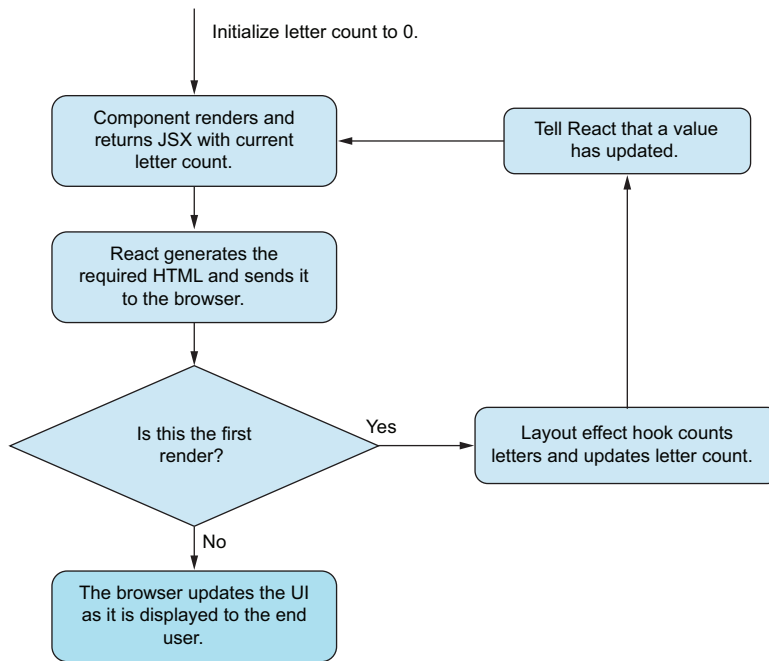 Initialize letter count to 0.
Component renders and
returns JSX with current
letter count.
Tell React that a value
has updated.
React generates the
required HTML and sends it
to the browser.
Is this the first
render?
Yes
Layout effect hook counts
letters and updates letter count.
No
The browser updates the UI
as it is displayed to the end
user.